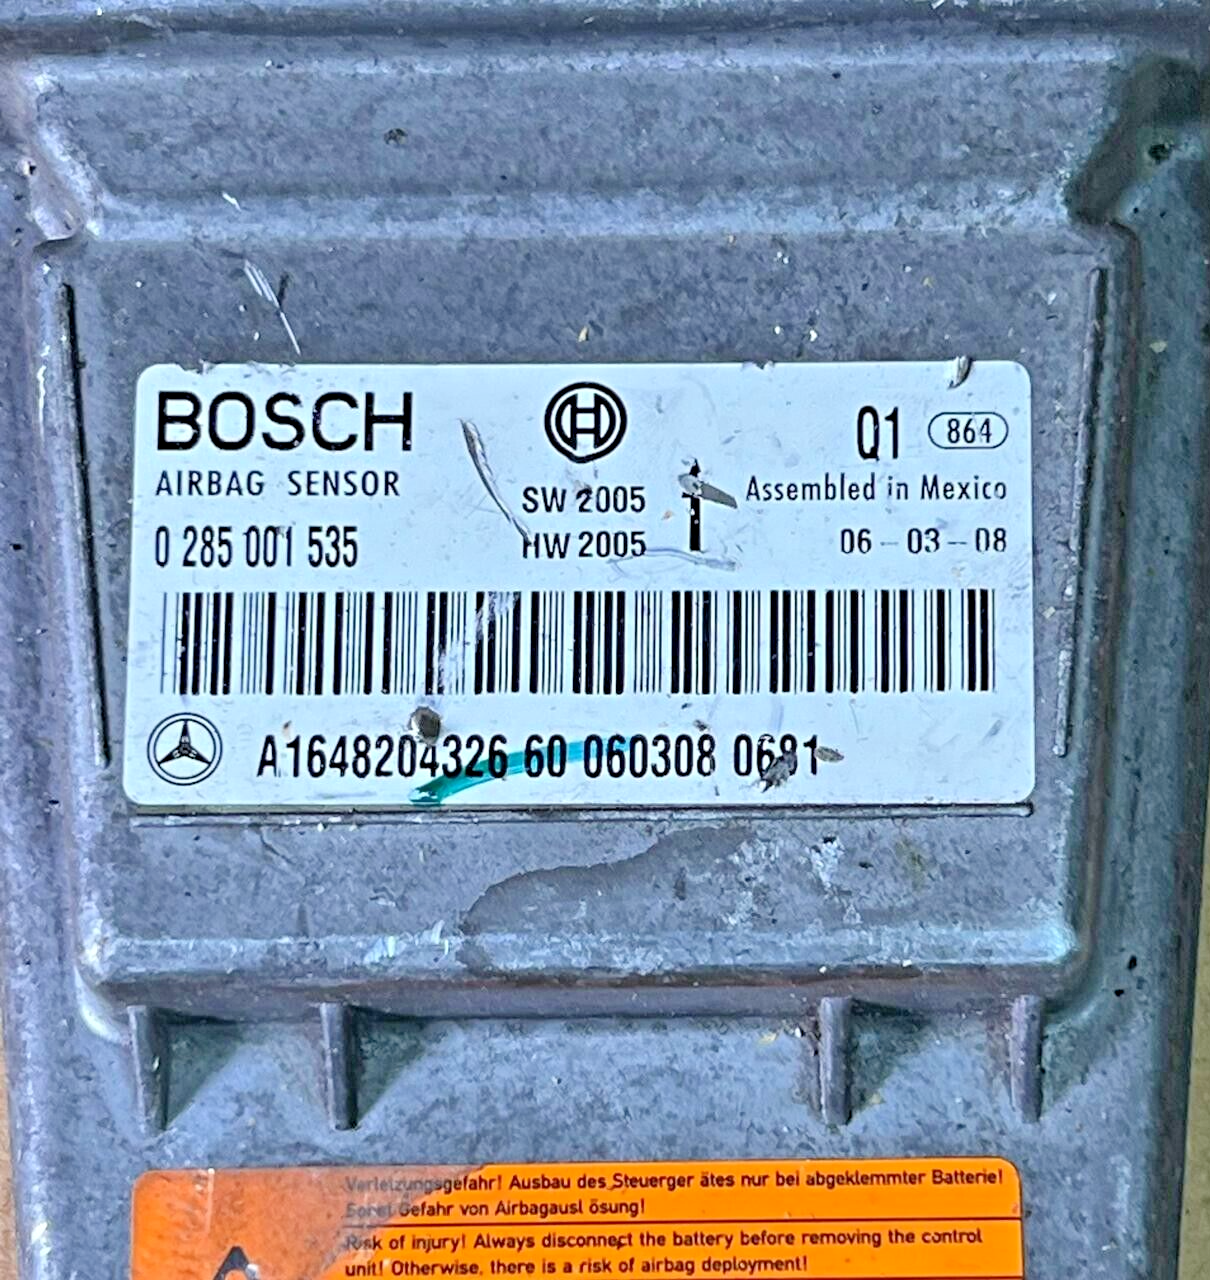 BOSCH
AIRBAG SENSOR
0 285 001 535
SW 2005
HW 2005
Q1 864
Assembled in Mexico
06-03-08
A1648204326 60 060308 0681
Verletzungsgefahr! Ausbau des Steuerger ätes nur bei abgeklemmter Batterie!
Sonst Gefahr von Airbagausl ösung!
Risk of injury! Always disconnect the battery before removing the control
unit! Otherwise, there is a risk of airbag deployment!